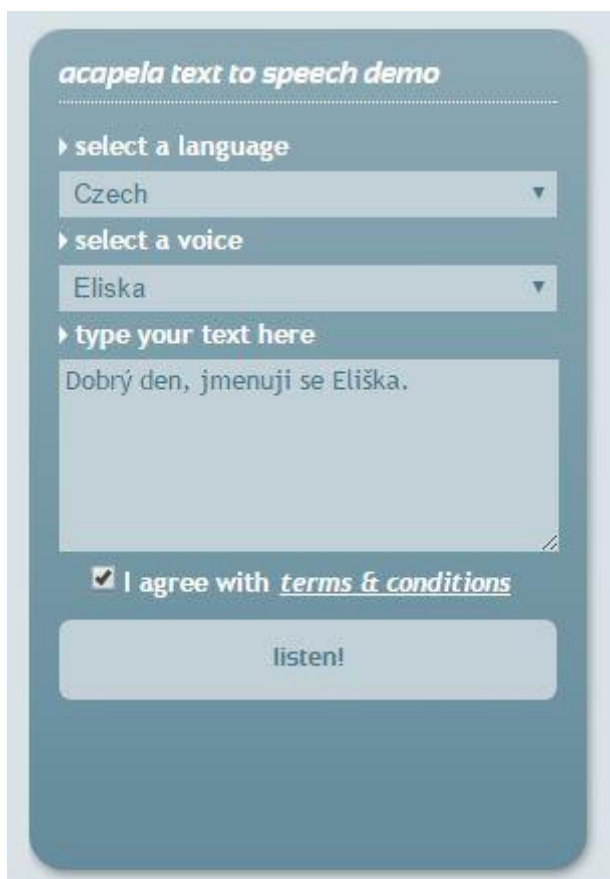 acapela text to speech demo
select a language
Czech
select a voice
Eliska
type your text here
Dobrý den, jmenuji se Eliška.
I agree with terms & conditions
listen!